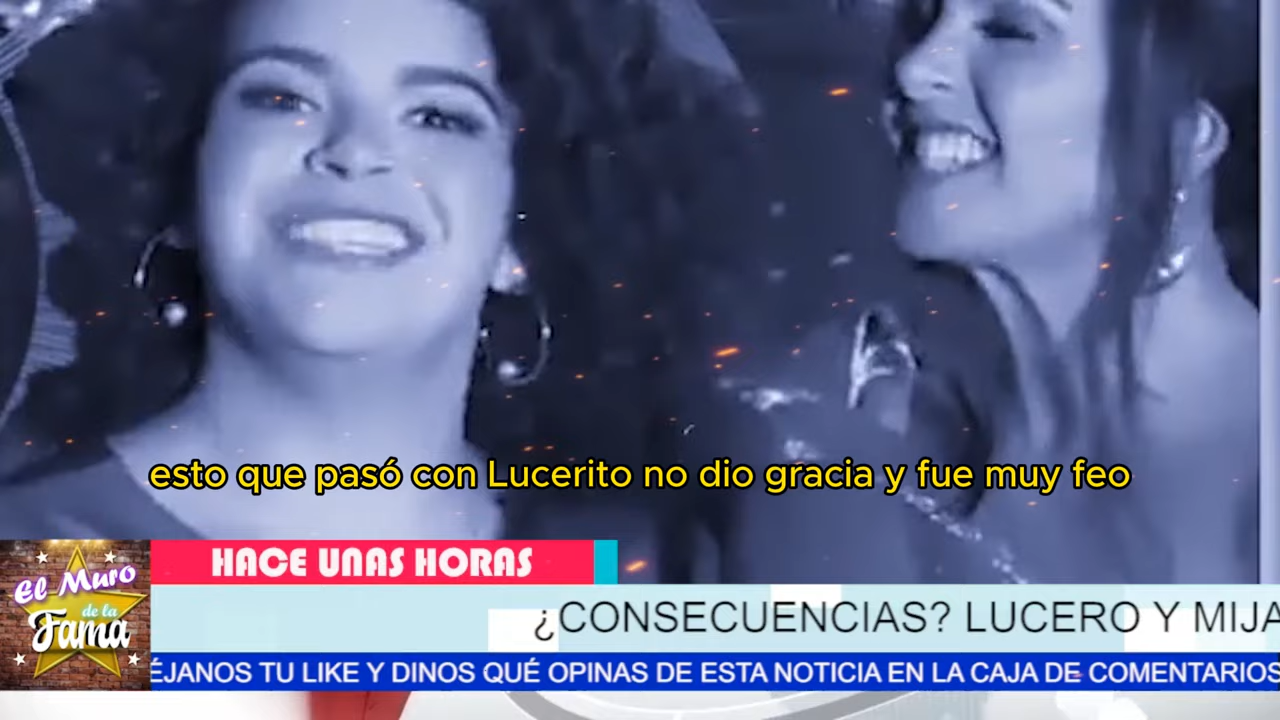 esto que pasó con Lucerito no dio gracia y fue muy feo
HACE UNAS HORAS
El Muro
de la
Fama
¿CONSECUENCIAS? LUCERO Y MIJA
ÉJANOS TU LIKE Y DINOS QUÉ OPINAS DE ESTA NOTICIA EN LA CAJA DE COMENTARIOS